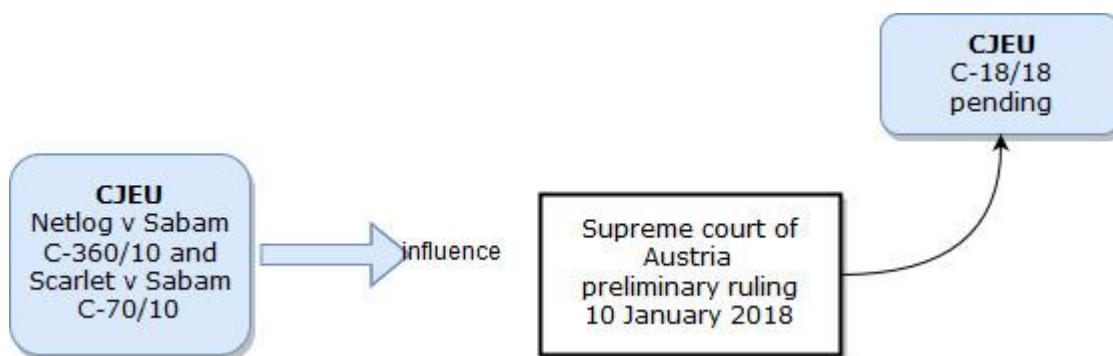 CJEU
Netlog v Sabam
C-360/10 and
Scarlet v Sabam
C-70/10
influence
Supreme court of
Austria
preliminary ruling
10 January 2018
CJEU
C-18/18
pending